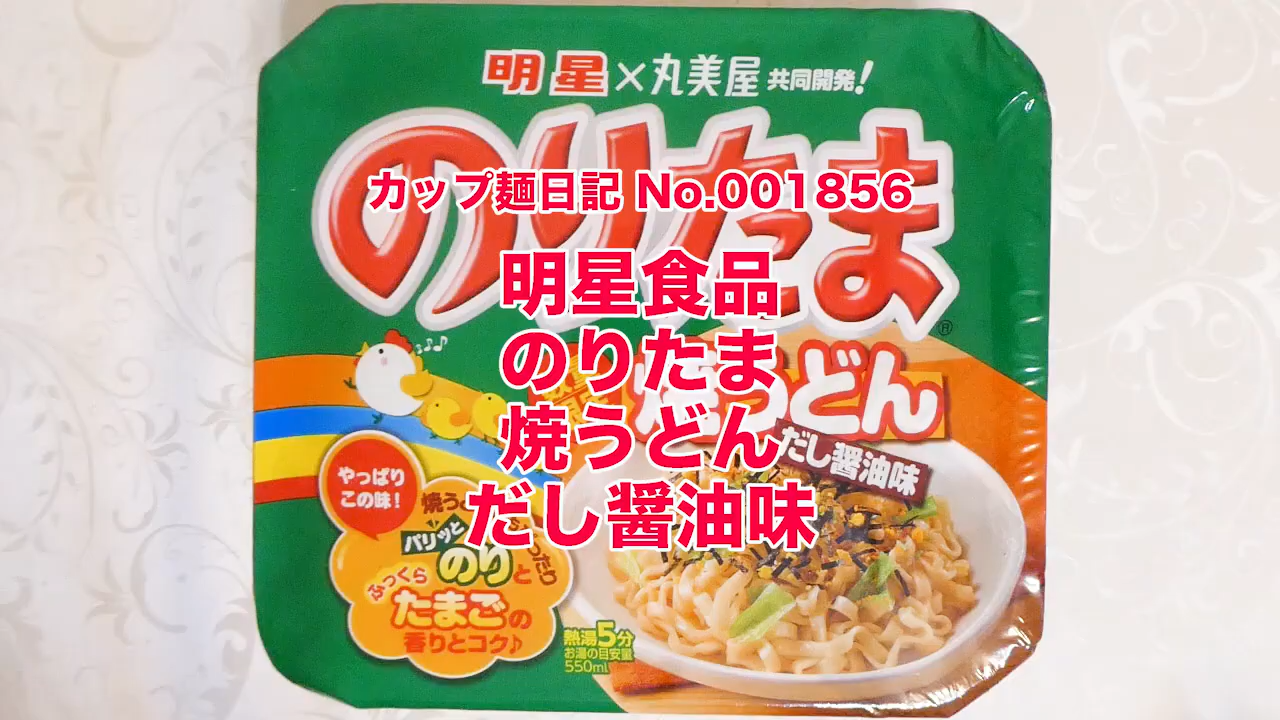 明星×丸美屋 共同開発!
のりたま
®
カップ麺日記 No.001856
明星食品
のりたま
焼うどん
だし醤油味
焼うどん
だし醤油味
やっぱり
この味!
パリッと
のりと
ふっくら
たまごの
香りとコク♪
熱湯5分
お湯の目安量
550ml